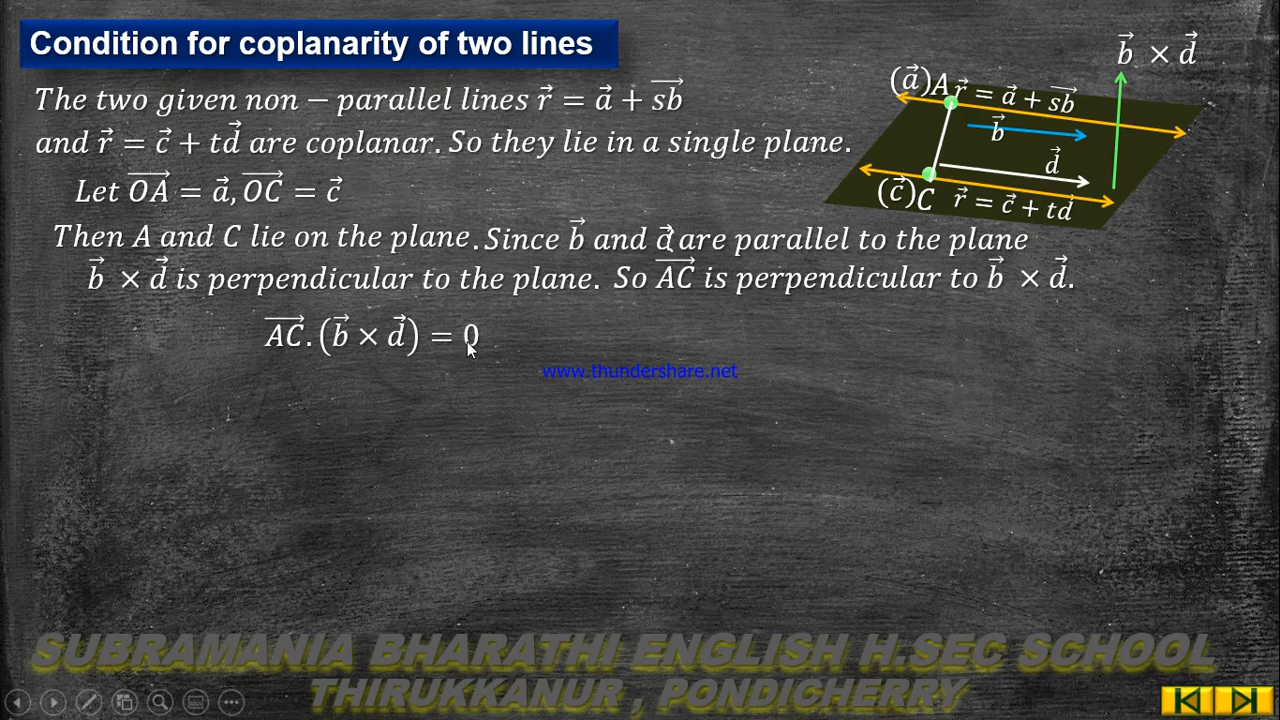 Condition for coplanarity of two lines
The two given non − parallel lines r⃗ = a⃗ + sb⃗
and r⃗ = c⃗ + td⃗ are coplanar. So they lie in a single plane.
Let OA⃗ = a⃗, OC⃗ = c⃗
Then A and C lie on the plane. Since b⃗ and d⃗ are parallel to the plane
b⃗ × d⃗ is perpendicular to the plane. So AC⃗ is perpendicular to b⃗ × d⃗.
AC⃗. (b⃗ × d⃗) = 0
b⃗ × d⃗
(a⃗)A r⃗ = a⃗ + sb⃗
b⃗
d⃗
(c⃗)C r⃗ = c⃗ + td⃗
www.thundershare.net
SUBRAMANIA BHARATHI ENGLISH H.SEC SCHOOL
THIRUKKANUR , PONDICHERRY